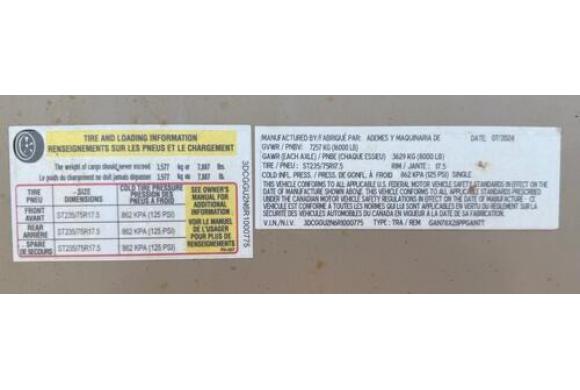 TIRE AND LOADING INFORMATION
RENSEIGNEMENTS SUR LES PNEUS ET LE CHARGEMENT
The weight of cargo should never exceed 3,577 kg or 7,887 lbs.
Le poids du chargement ne doit jamais dépasser 3,577 kg ou 7,887 lb.
TIRE PNEU
SIZE DIMENSIONS
COLD TIRE PRESSURE
PNEUS A FROID
SEE OWNER'S MANUAL FOR ADDITIONAL INFORMATION
VOIR LE MANUEL DE L'USAGER POUR PLUS DE RENSEIGNEMENTS
FRONT AVANT ST235/75R17.5 862 KPA (125 PSI)
REAR ARRIÈRE ST235/75R17.5 862 KPA (125 PSI)
SPARE DE SECOURS ST235/75R17.5 862 KPA (125 PSI)
MANUFACTURED BY/FABRIQUÉ PAR: ADEMES Y MAQUINARIA DE DATE: 07/2024
GVWR / PNBV: 7257 KG (16000 LB)
GAWR (EACH AXLE) / PNBE (CHAQUE ESSIEU) 3629 KG (8000 LB)
TIRE / PNEU : ST235/75R17.5 RIM / JANTE : 17.5
COLD INFL. PRESS. / PRESS. DE GONFL. À FROID 862 KPA (125 PSI) SINGLE
THIS VEHICLE CONFORMS TO ALL APPLICABLE U.S. FEDERAL MOTOR VEHICLE SAFETY STANDARDS IN EFFECT ON THE
DATE OF MANUFACTURE SHOWN ABOVE. THIS VEHICLE CONFORMS TO ALL APPLICABLE STANDARDS PRESCRIBED
UNDER THE CANADIAN MOTOR VEHICLE SAFETY REGULATIONS IN EFFECT ON THE DATE OF MANUFACTURE - CE
VÉHICULE EST CONFORME À TOUTES LES NORMES QUI LUI SONT APPLICABLES EN VERTU DU RÈGLEMENT SUR LA
SÉCURITÉ DES VÉHICULES AUTOMOBILES DU CANADA EN VIGUEUR À LA DATE DE SA FABRICATION
V.I.N./N.I.V. TYPE : TRA / REM